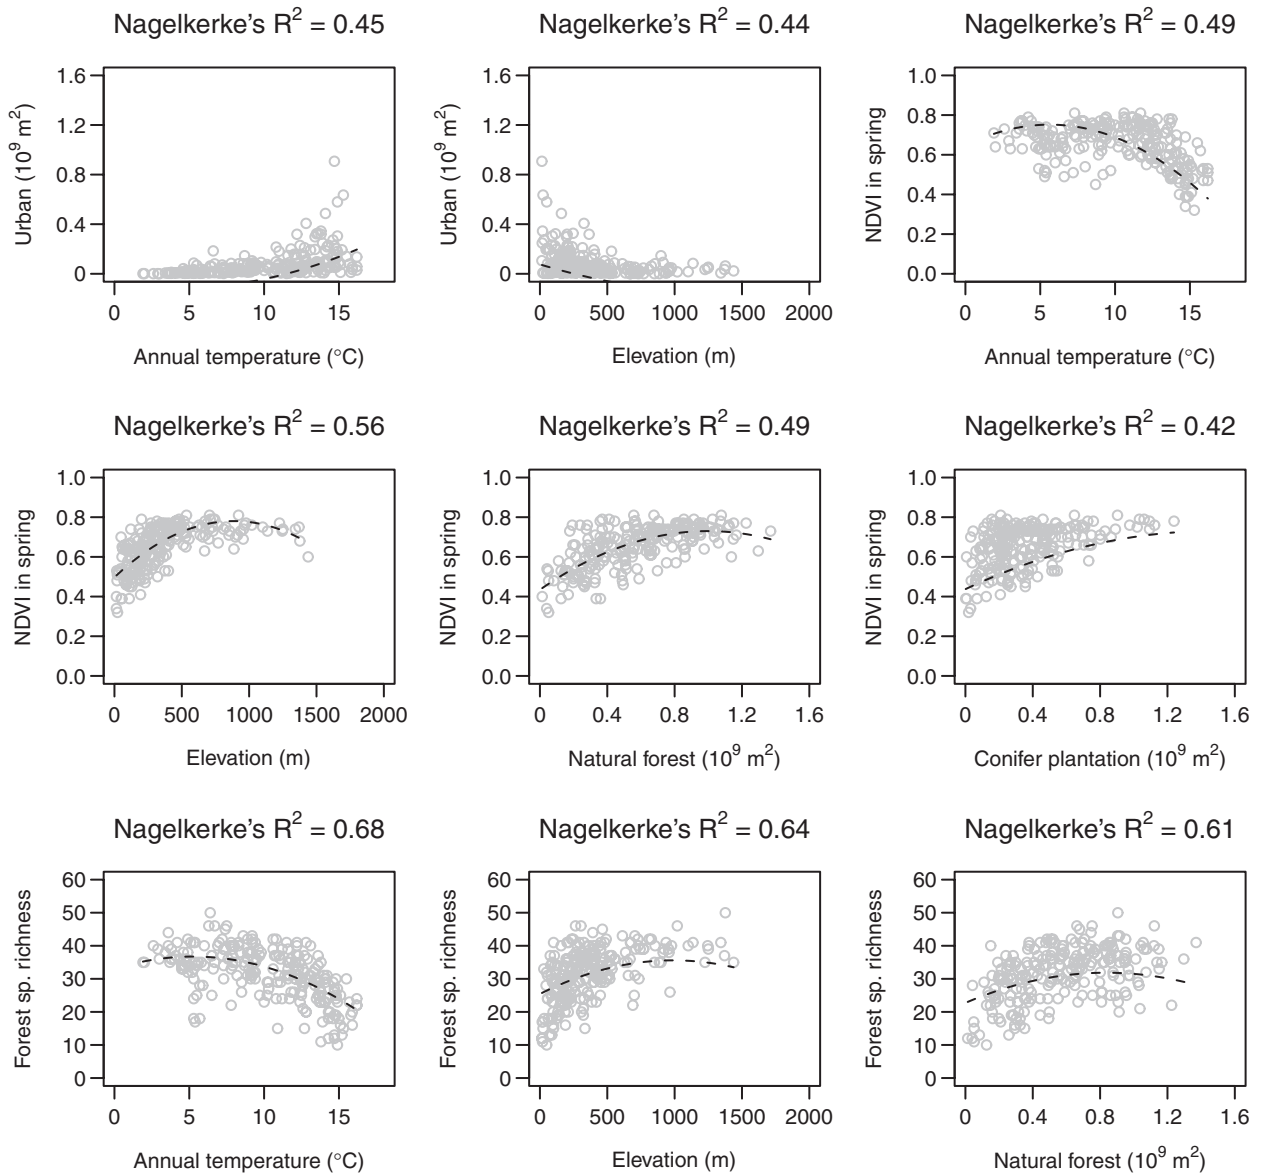 Nagelkerke's R² = 0.45 Nagelkerke's R² = 0.44 Nagelkerke's R² = 0.49
Urban (10⁹ m²) 1.6 1.2 0.8 0.4 0
Urban (10⁹ m²) 1.6 1.2 0.8 0.4 0
NDVI in spring 1.0 0.8 0.6 0.4 0.2 0.0
0 5 10 15 0 500 1000 1500 2000 0 5 10 15
Annual temperature (°C) Elevation (m) Annual temperature (°C)
Nagelkerke's R² = 0.56 Nagelkerke's R² = 0.49 Nagelkerke's R² = 0.42
NDVI in spring 1.0 0.8 0.6 0.4 0.2 0.0
NDVI in spring 1.0 0.8 0.6 0.4 0.2 0.0
NDVI in spring 1.0 0.8 0.6 0.4 0.2 0.0
0 500 1000 1500 2000 0 0.4 0.8 1.2 1.6 0 0.4 0.8 1.2 1.6
Elevation (m) Natural forest (10⁹ m²) Conifer plantation (10⁹ m²)
Nagelkerke's R² = 0.68 Nagelkerke's R² = 0.64 Nagelkerke's R² = 0.61
Forest sp. richness 60 50 40 30 20 10 0
Forest sp. richness 60 50 40 30 20 10 0
Forest sp. richness 60 50 40 30 20 10 0
0 5 10 15 0 500 1000 1500 2000 0 0.4 0.8 1.2 1.6
Annual temperature (°C) Elevation (m) Natural forest (10⁹ m²)